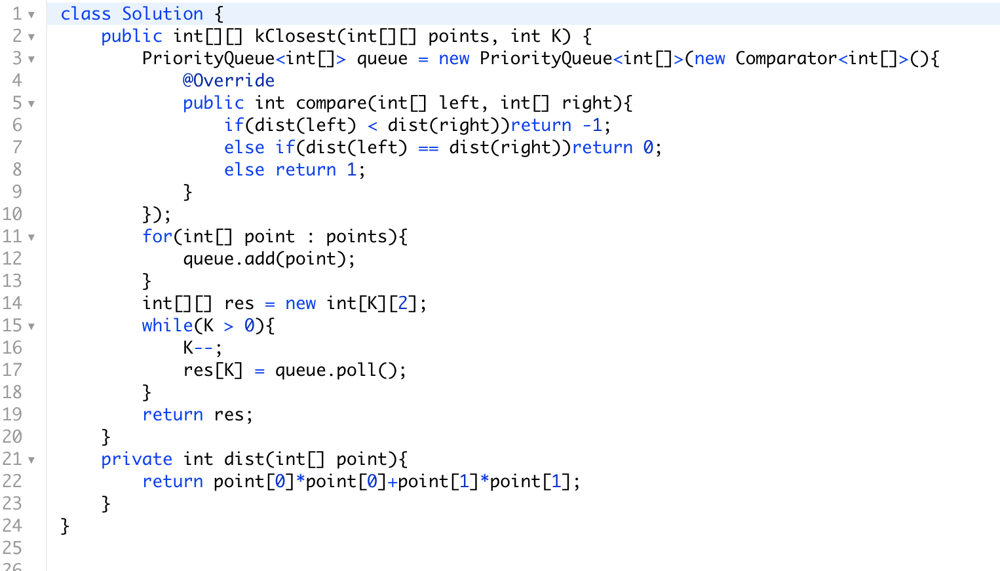 1 class Solution {
2 public int[][] kClosest(int[][] points, int K) {
3 PriorityQueue<int[]> queue = new PriorityQueue<int[]>(new Comparator<int[]>(){
4 @Override
5 public int compare(int[] left, int[] right){
6 if(dist(left) < dist(right))return -1;
7 else if(dist(left) == dist(right))return 0;
8 else return 1;
9 }
10 });
11 for(int[] point : points){
12 queue.add(point);
13 }
14 int[][] res = new int[K][2];
15 while(K > 0){
16 K--;
17 res[K] = queue.poll();
18 }
19 return res;
20 }
21 private int dist(int[] point){
22 return point[0]*point[0]+point[1]*point[1];
23 }
24 }
25
26